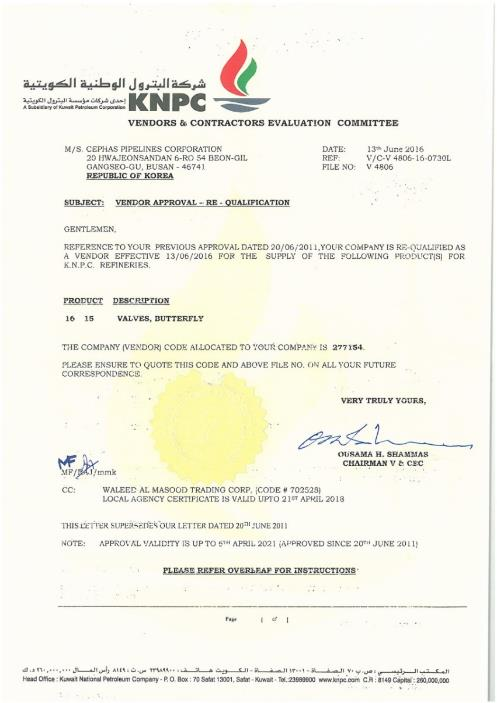 شركة البترول الوطنية الكويتية
إحدى شركات مؤسسة البترول الكويتية
A Subsidiary of Kuwait Petroleum Corporation
KNPC
VENDORS & CONTRACTORS EVALUATION COMMITTEE
M/S. CEPHAS PIPELINES CORPORATION
20 HWAJEONSANDAN 6-RO 54 BEON-GIL
GANGSEO-GU, BUSAN - 46741
REPUBLIC OF KOREA
DATE: 13th June 2016
REF: V/C-V 4806-16-0730L
FILE NO: V 4806
SUBJECT: VENDOR APPROVAL – RE - QUALIFICATION
GENTLEMEN,
REFERENCE TO YOUR PREVIOUS APPROVAL DATED 20/06/2011,YOUR COMPANY IS RE-QUALIFIED AS
A VENDOR EFFECTIVE 13/06/2016 FOR THE SUPPLY OF THE FOLLOWING PRODUCT(S) FOR
K.N.P.C. REFINERIES.
PRODUCT DESCRIPTION
16 15 VALVES, BUTTERFLY
THE COMPANY (VENDOR) CODE ALLOCATED TO YOUR COMPANY IS 277154.
PLEASE ENSURE TO QUOTE THIS CODE AND ABOVE FILE NO. ON ALL YOUR FUTURE
CORRESPONDENCE.
VERY TRULY YOURS,
OUSAMA H. SHAMMAS
CHAIRMAN V & CEC
CC: WALEED AL MASOOD TRADING CORP, (CODE # 702528)
LOCAL AGENCY CERTIFICATE IS VALID UPTO 21ST APRIL 2018
THIS LETTER SUPERSEDES OUR LETTER DATED 20TH JUNE 2011
NOTE: APPROVAL VALIDITY IS UP TO 6TH APRIL 2021 (APPROVED SINCE 20TH JUNE 2011)
PLEASE REFER OVERLEAF FOR INSTRUCTIONS
Page [ of ]
المكتب الرئيسي : ص.ب ٧٠ الصفاة - ١٣٠٠١ الصفاة - الكويت هاتف : ٢٣٩٨٩٩٠٠ س.ت : ٨١٤٩ رأس المال ٢٦٠,٠٠٠,٠٠٠ د.ك
Head Office : Kuwait National Petroleum Company - P. O. Box : 70 Safat 13001, Safat - Kuwait - Tel.:23989900 www.knpc.com C.R : 8149 Capital : 260,000,000